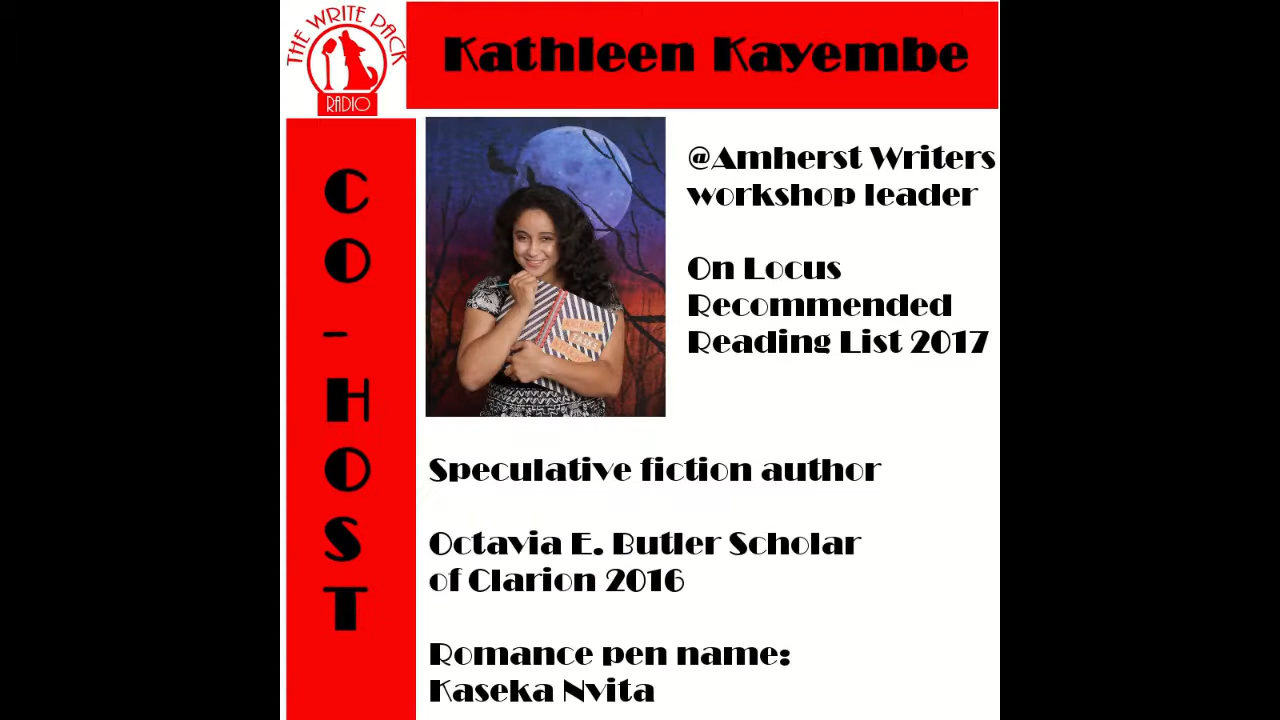 THE WRITE PACK
RADIO
Kathleen Kayembe
CO-HOST
@Amherst Writers
workshop leader
On Locus
Recommended
Reading List 2017
Speculative fiction author
Octavia E. Butler Scholar
of Clarion 2016
Romance pen name:
Kaseka Nvita